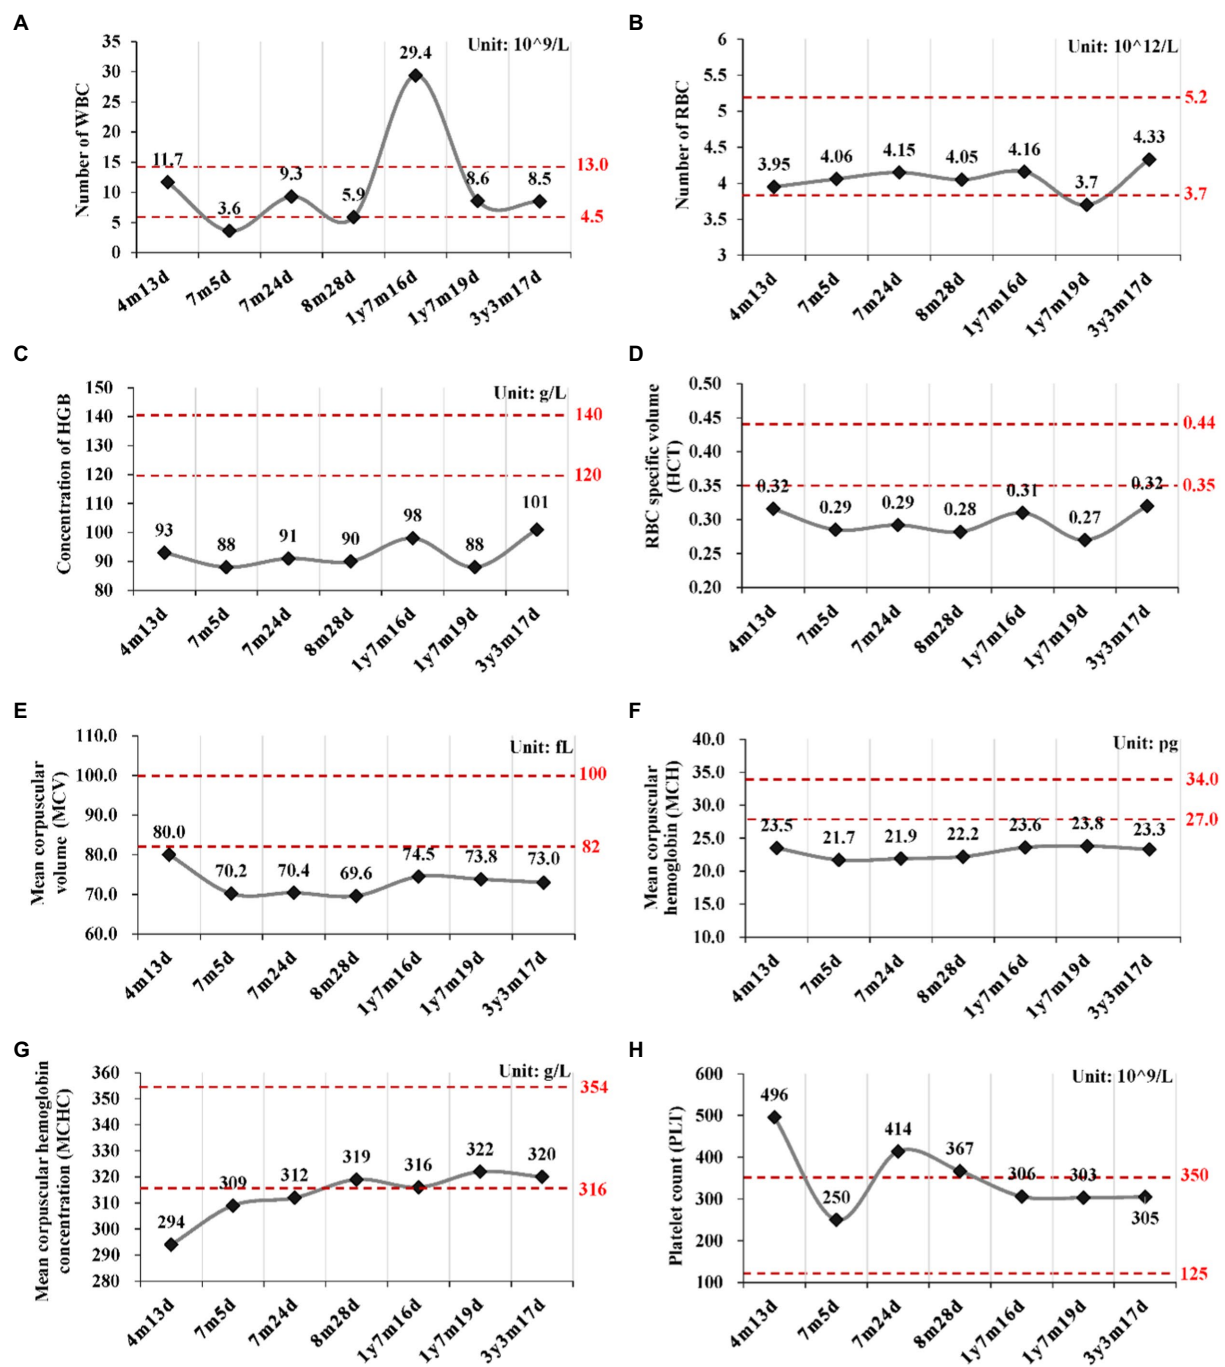 A
Unit: 10^9/L
Number of WBC
35
30
25
20
15
10
5
0
11.7
3.6
9.3
5.9
29.4
8.6
8.5
13.0
4.5
4m13d
7m5d
7m24d
8m28d
1y7m16d
1y7m19d
3y3m17d
B
Unit: 10^12/L
Number of RBC
6
5.5
5
4.5
4
3.5
3
3.95
4.06
4.15
4.05
4.16
3.7
4.33
5.2
3.7
4m13d
7m5d
7m24d
8m28d
1y7m16d
1y7m19d
3y3m17d
C
Unit: g/L
Concentration of HGB
150
140
130
120
110
100
90
80
93
88
91
90
98
88
101
140
120
4m13d
7m5d
7m24d
8m28d
1y7m16d
1y7m19d
3y3m17d
D
RBC specific volume
(HCT)
0.50
0.45
0.40
0.35
0.30
0.25
0.20
0.32
0.29
0.29
0.28
0.31
0.27
0.32
0.44
0.35
4m13d
7m5d
7m24d
8m28d
1y7m16d
1y7m19d
3y3m17d
E
Unit: fL
Mean corpuscular
volume (MCV)
110.0
100.0
90.0
80.0
70.0
60.0
80.0
70.2
70.4
69.6
74.5
73.8
73.0
100
82
4m13d
7m5d
7m24d
8m28d
1y7m16d
1y7m19d
3y3m17d
F
Unit: pg
Mean corpuscular
hemoglobin (MCH)
40.0
35.0
30.0
25.0
20.0
15.0
10.0
23.5
21.7
21.9
22.2
23.6
23.8
23.3
34.0
27.0
4m13d
7m5d
7m24d
8m28d
1y7m16d
1y7m19d
3y3m17d
G
Unit: g/L
Mean corpuscular hemoglobin
concentration (MCHC)
360
350
340
330
320
310
300
290
280
294
309
312
319
316
322
320
354
316
4m13d
7m5d
7m24d
8m28d
1y7m16d
1y7m19d
3y3m17d
H
Unit: 10^9/L
Platelet count (PLT)
600
500
400
300
200
100
496
250
414
367
306
303
305
350
125
4m13d
7m5d
7m24d
8m28d
1y7m16d
1y7m19d
3y3m17d